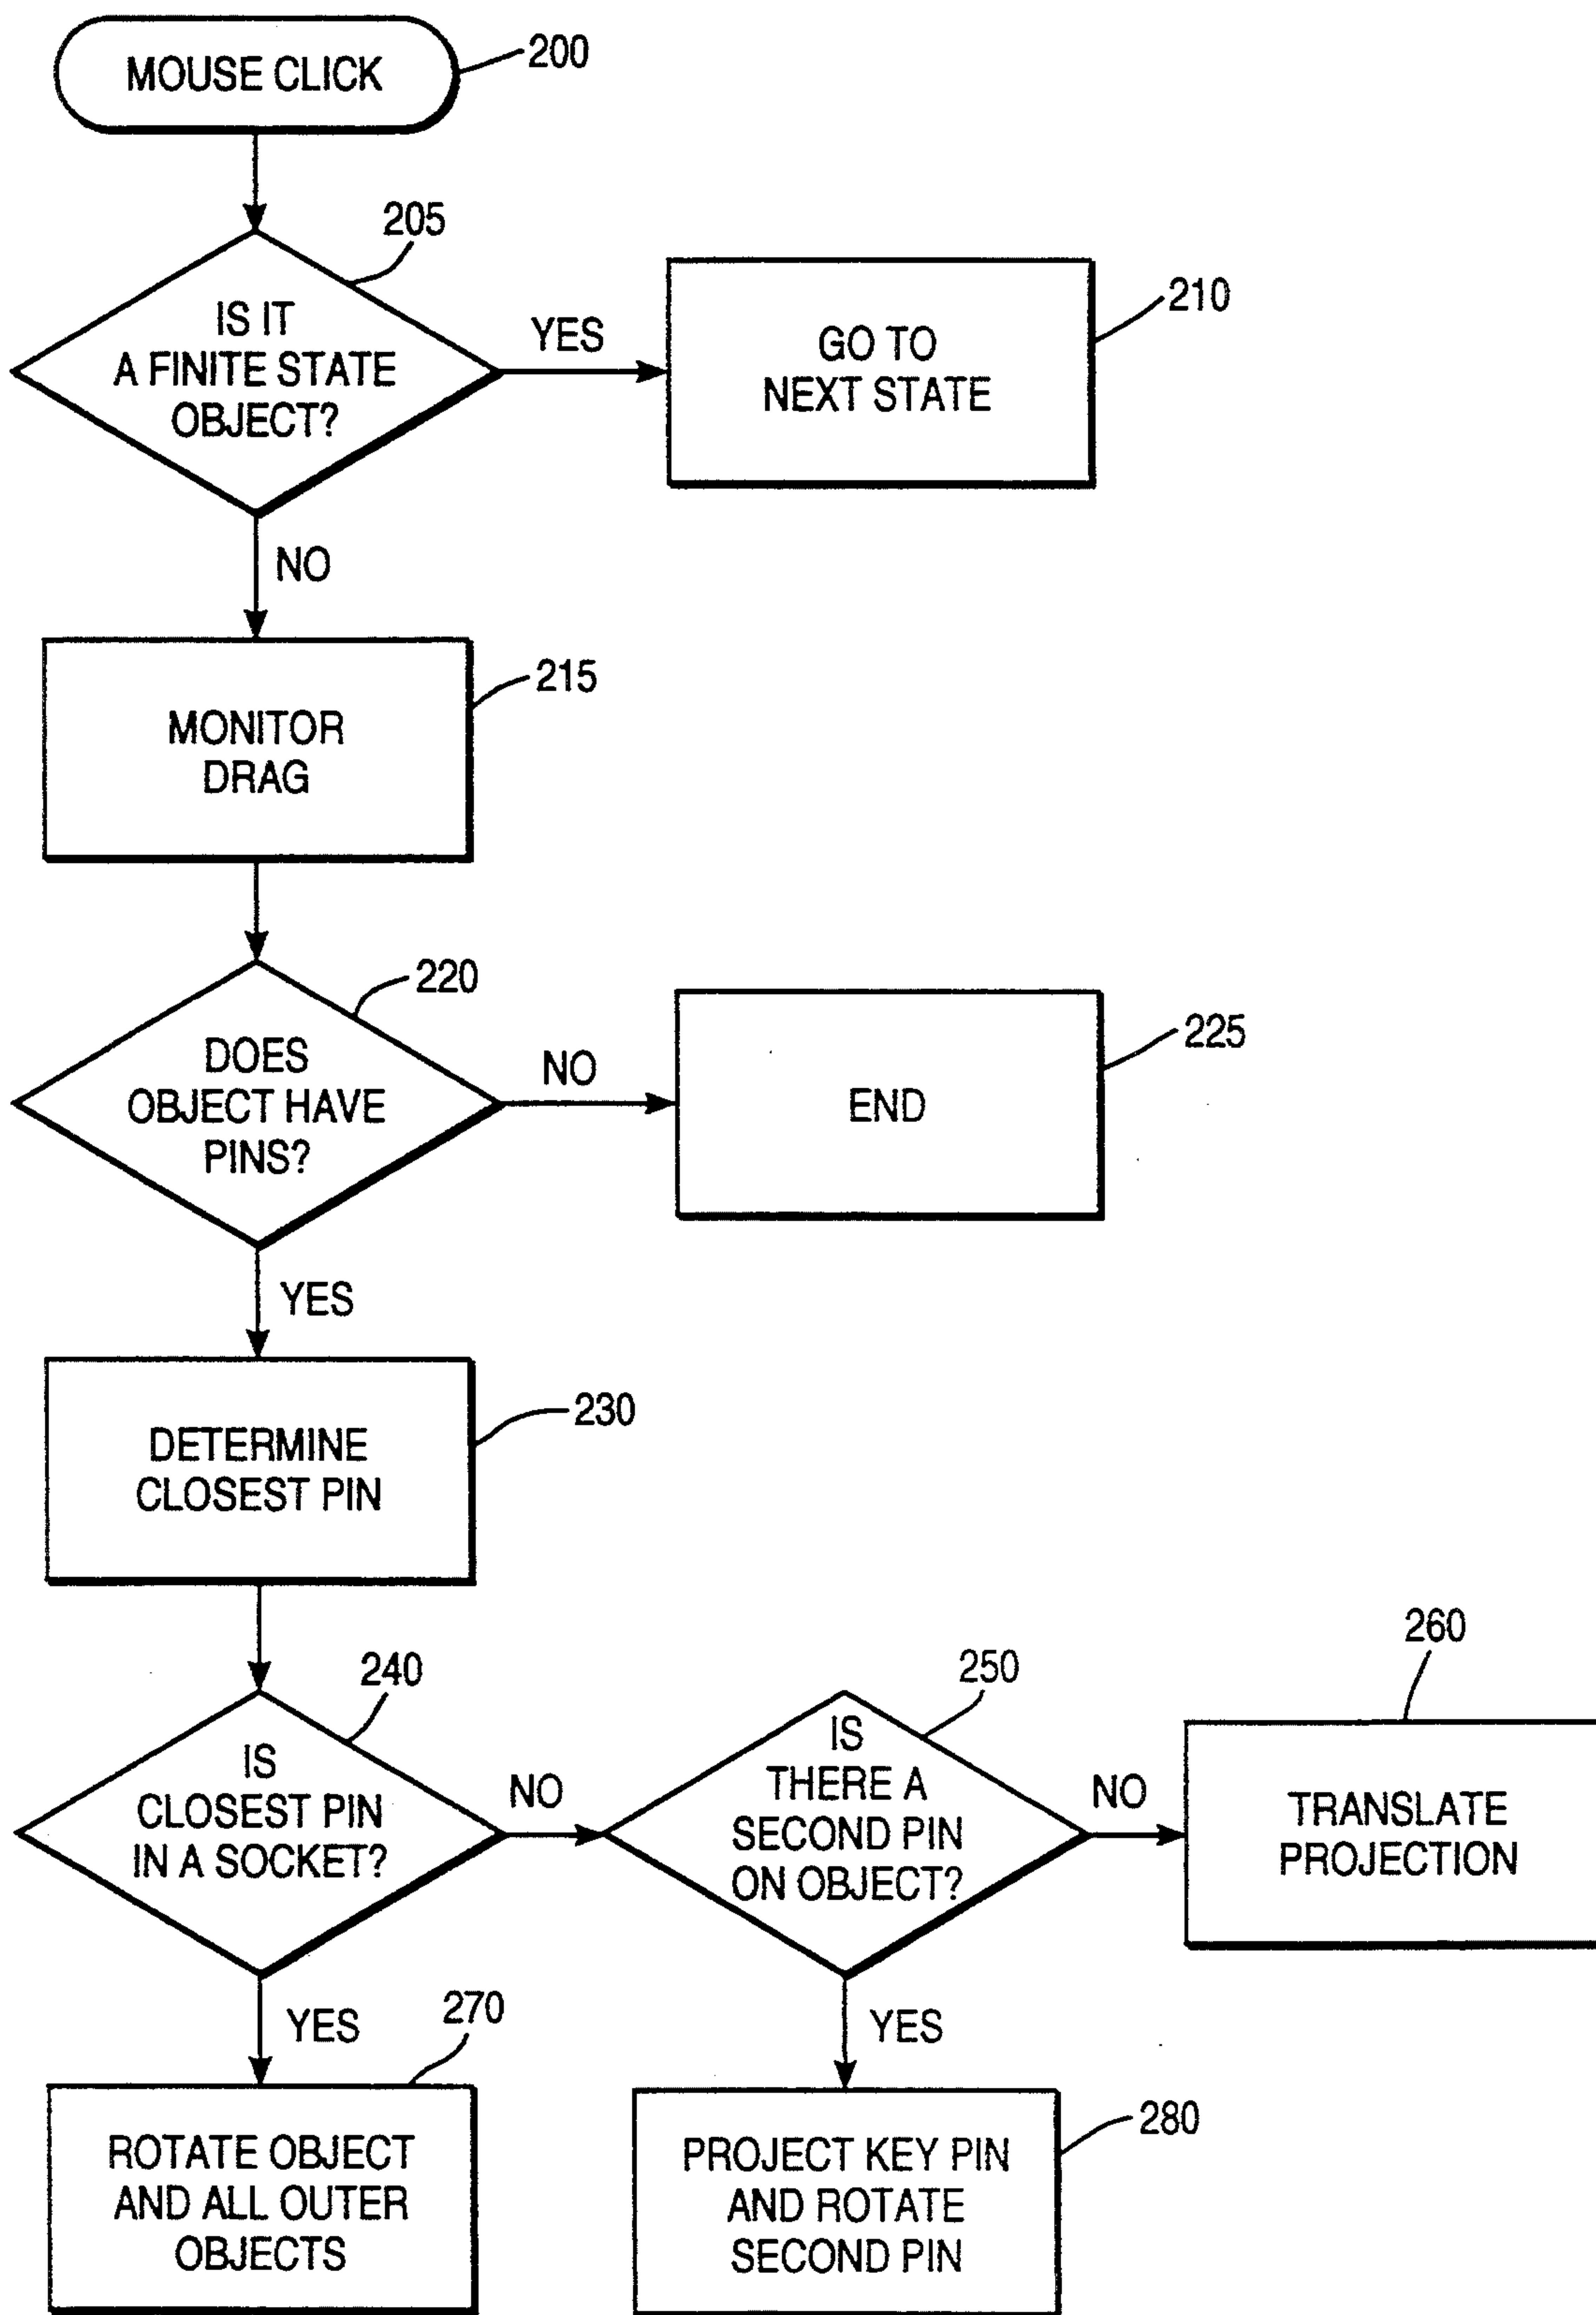 MOUSE CLICK
200
205
IS IT
A FINITE STATE
OBJECT?
YES
GO TO
NEXT STATE
210
NO
MONITOR
DRAG
215
220
DOES
OBJECT HAVE
PINS?
NO
END
225
YES
DETERMINE
CLOSEST PIN
230
240
IS
CLOSEST PIN
IN A SOCKET?
NO
250
IS
THERE A
SECOND PIN
ON OBJECT?
NO
260
TRANSLATE
PROJECTION
YES
270
ROTATE OBJECT
AND ALL OUTER
OBJECTS
YES
280
PROJECT KEY PIN
AND ROTATE
SECOND PIN